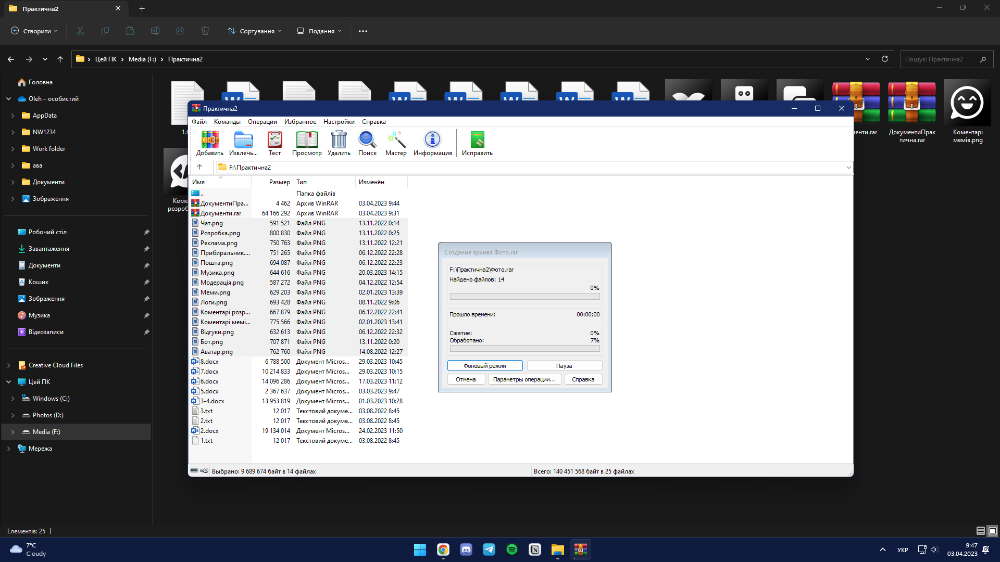 Практична2
Створити
Сортування
Подання
Цей ПК
Media (F:)
Практична2
Пошук: Практична2
Головна
Oleh – особистий
AppData
NW1234
Work folder
ава
Документи
Зображення
Робочий стіл
Завантаження
Документи
Кошик
Зображення
Музика
Відеозаписи
Creative Cloud Files
Цей ПК
Windows (C:)
Photos (D:)
Media (F:)
Мережа
ДокументиПрак
тична.rar
Коментарі
мемів.png
Практична2
Файл Команды Операции Избранное Настройки Справка
Добавить Извлечь... Тест Просмотр Удалить Поиск Мастер Информация Исправить
F:\Практична2
Имя Размер Тип Изменён
.. Папка файлів
ДокументиПра... 4 462 Архив WinRAR 03.04.2023 9:44
Документи.rar 64 166 292 Архив WinRAR 03.04.2023 9:31
Чат.png 591 521 Файл PNG 13.11.2022 0:14
Розробка.png 800 830 Файл PNG 13.11.2022 0:25
Реклама.png 750 763 Файл PNG 13.11.2022 12:21
Прибиральник.... 751 265 Файл PNG 06.12.2022 22:28
Пошта.png 694 087 Файл PNG 06.12.2022 22:23
Музика.png 644 616 Файл PNG 20.03.2023 14:15
Модерація.png 587 272 Файл PNG 04.12.2022 12:54
Меми.png 629 203 Файл PNG 02.01.2023 13:39
Логи.png 693 428 Файл PNG 08.11.2022 9:06
Коментарі розр... 667 879 Файл PNG 06.12.2022 22:41
Коментарі мемі... 775 566 Файл PNG 02.01.2023 13:41
Відгуки.png 632 613 Файл PNG 06.12.2022 22:32
Бот.png 707 871 Файл PNG 13.11.2022 0:20
Аватар.png 762 760 Файл PNG 14.08.2022 12:27
8.docx 6 788 500 Документ Micros... 29.03.2023 10:45
7.docx 10 214 833 Документ Micros... 29.03.2023 10:15
6.docx 14 096 286 Документ Micros... 17.03.2023 11:12
5.docx 2 367 637 Документ Micros... 03.03.2023 9:47
3-4.docx 13 953 819 Документ Micros... 01.03.2023 10:28
3.txt 12 017 Текстовий докуме... 03.08.2022 8:45
2.txt 12 017 Текстовий докуме... 03.08.2022 8:45
2.docx 19 134 014 Документ Micros... 24.02.2023 11:50
1.txt 12 017 Текстовий докуме... 03.08.2022 8:45
Выбрано: 9 689 674 байт в 14 файлах
Всего: 140 451 568 байт в 25 файлах
Создание архива Фото.rar
F:\Практична2\Фото.rar
Найдено файлов: 14
0%
Прошло времени: 00:00:00
Сжатие: 0%
Обработано: 7%
Фоновый режим Пауза
Отмена Параметры операции... Справка
Елементів: 25
7°C
Cloudy
УКР
9:47
03.04.2023